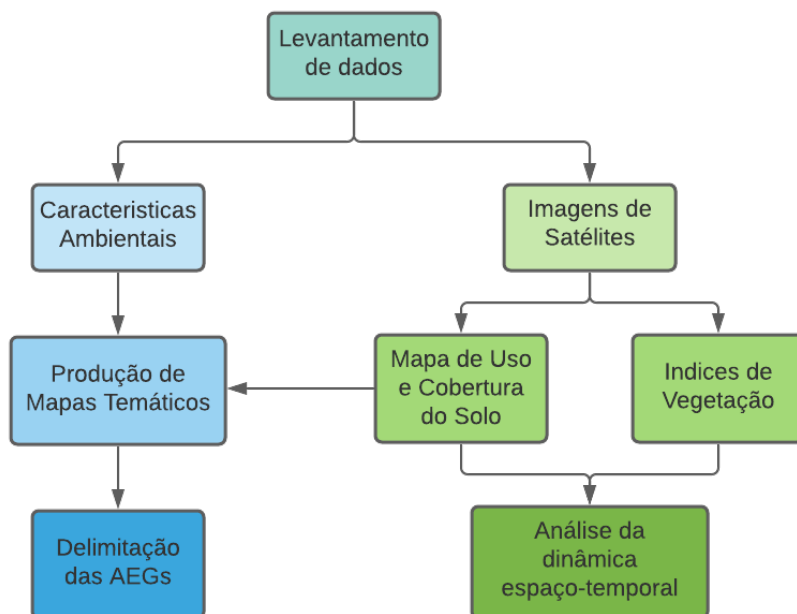 Levantamento
de dados
Caracteristicas
Ambientais
Imagens de
Satélites
Produção de
Mapas Temáticos
Mapa de Uso
e Cobertura
do Solo
Indices de
Vegetação
Delimitação
das AEGs
Análise da
dinâmica
espaço-temporal